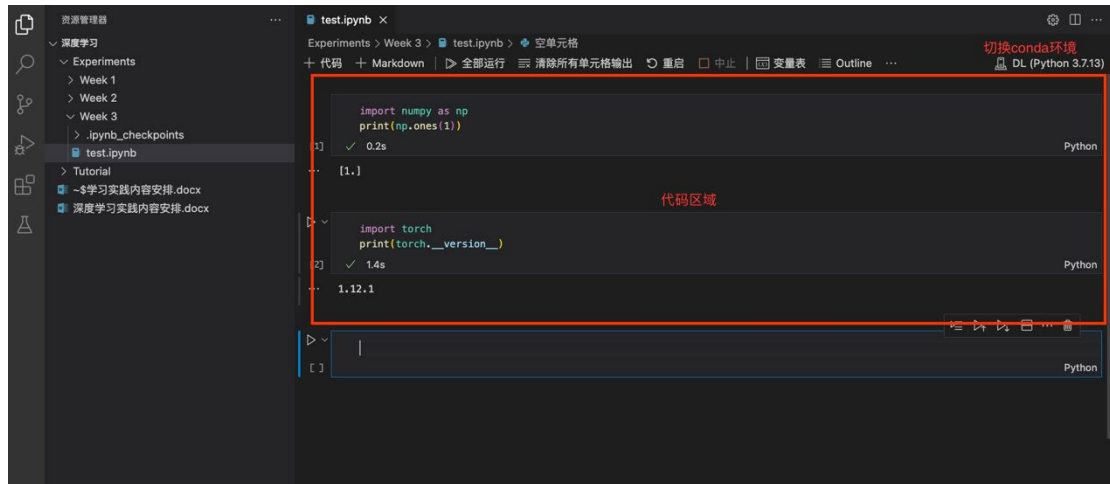 资源管理器 ···
test.ipynb ×
深度学习
Experiments > Week 3 > test.ipynb > 空单元格
切换conda环境
+ 代码 + Markdown | 全部运行 清除所有单元格输出 重启 中止 | 变量表 Outline ···
DL (Python 3.7.13)
Experiments
Week 1
Week 2
Week 3
.ipynb_checkpoints
test.ipynb
Tutorial
~$学习实践内容安排.docx
深度学习实践内容安排.docx
import numpy as np
print(np.ones(1))
[1] ✓ 0.2s Python
··· [1.]
代码区域
import torch
print(torch.__version__)
[2] ✓ 1.4s Python
··· 1.12.1
[ ] Python